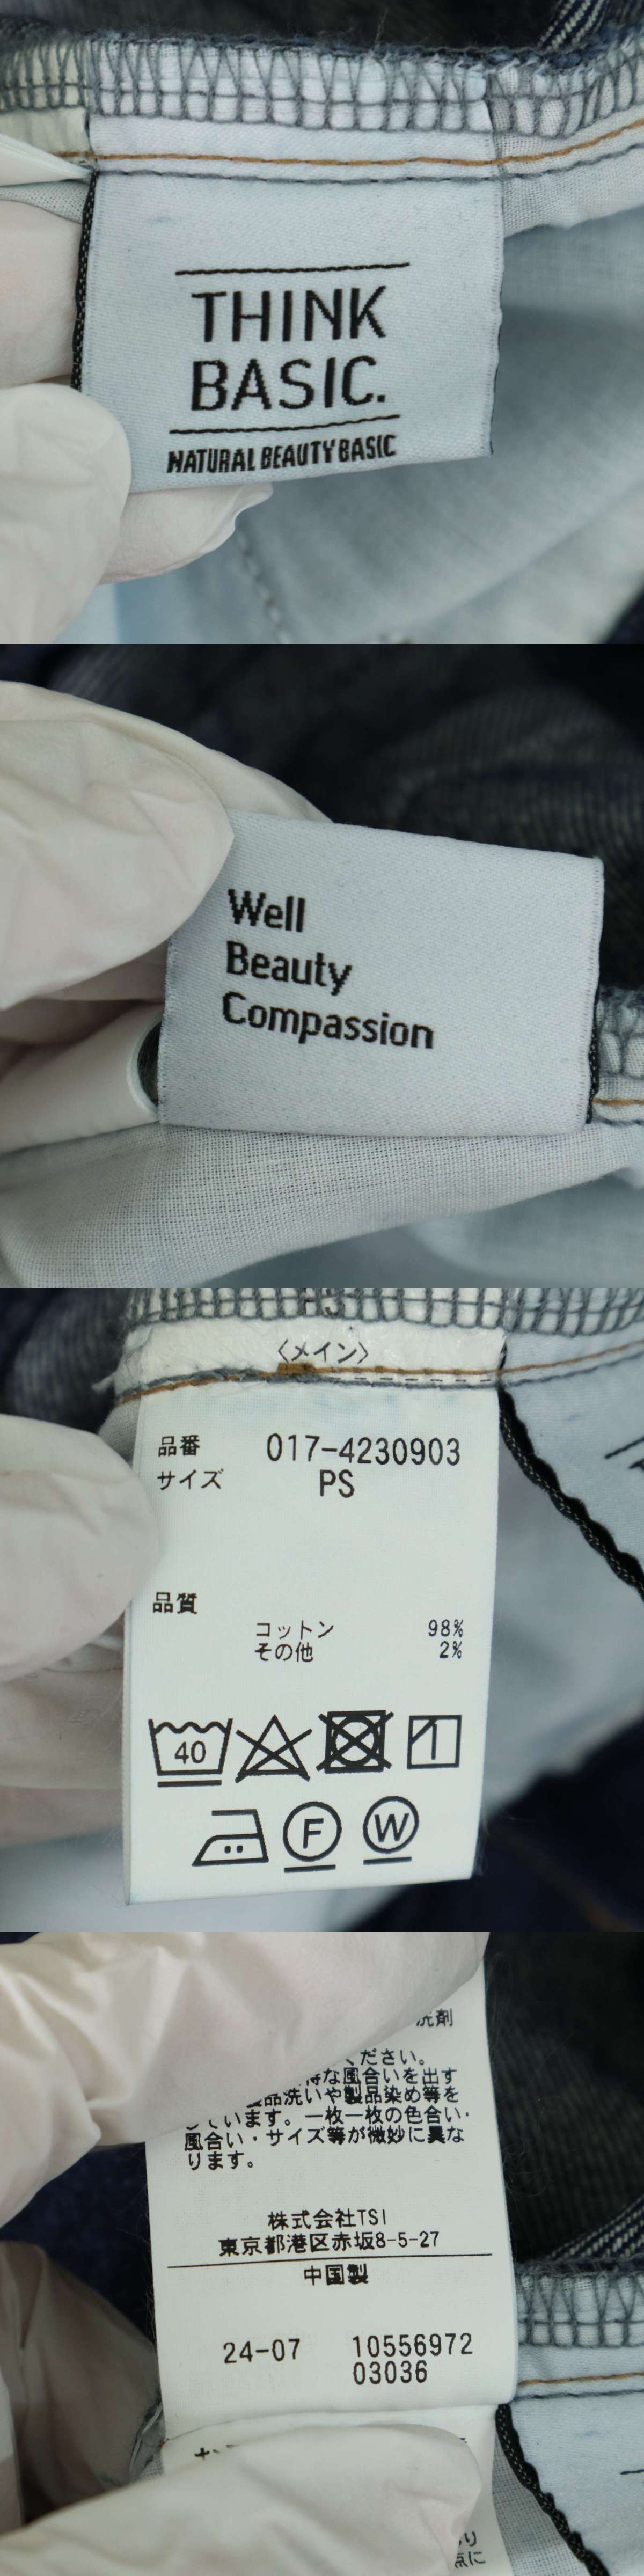 THINK
BASIC.
NATURAL BEAUTY BASIC
Well
Beauty
Compassion
〈メイン〉
品番 017-4230903
サイズ PS
品質
コットン 98%
その他 2%
40
F W
洗剤
ください。
な風合いを出す
品洗いや製品染め等を
しています。一枚一枚の色合い・
風合い・サイズ等が微妙に異な
ります。
株式会社TSI
東京都港区赤坂8-5-27
中国製
24-07 10556972
03036